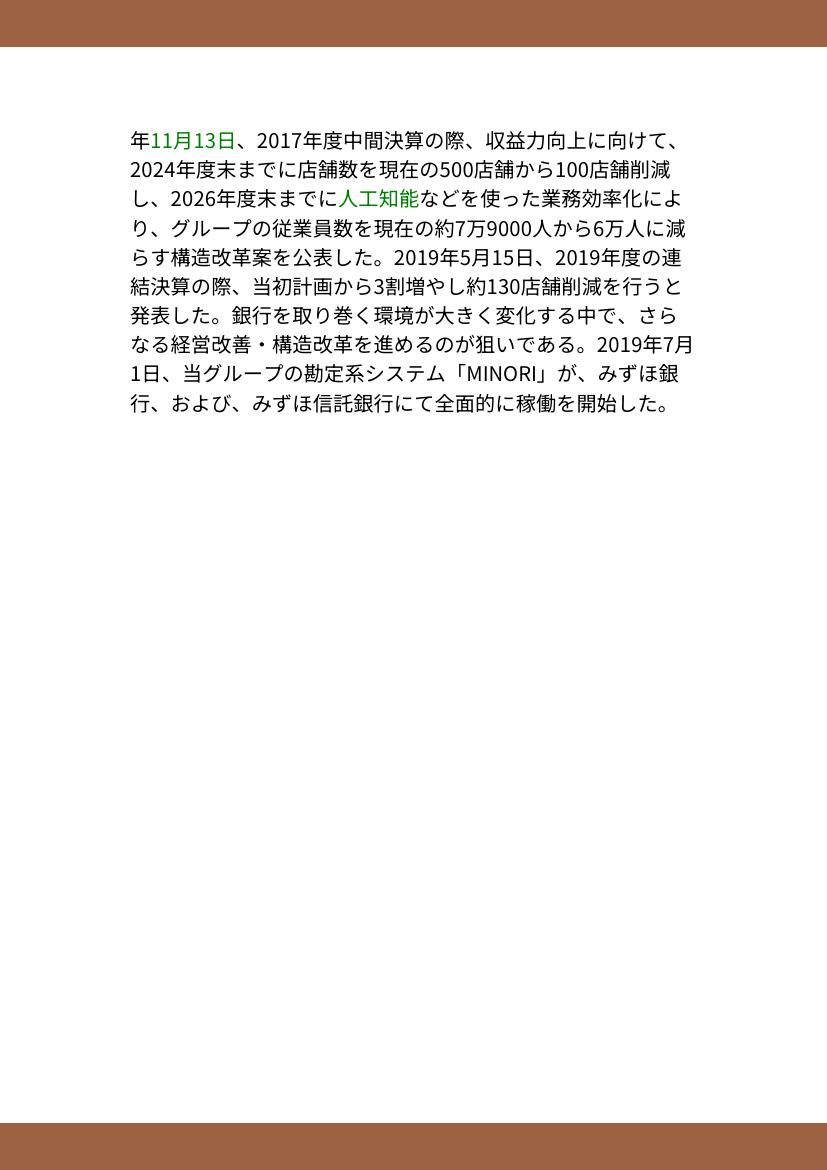 年11月13日、2017年度中間決算の際、収益力向上に向けて、
2024年度末までに店舗数を現在の500店舗から100店舗削減
し、2026年度末までに人工知能などを使った業務効率化によ
り、グループの従業員数を現在の約7万9000人から6万人に減
らす構造改革案を公表した。2019年5月15日、2019年度の連
結決算の際、当初計画から3割増やし約130店舗削減を行うと
発表した。銀行を取り巻く環境が大きく変化する中で、さら
なる経営改善・構造改革を進めるのが狙いである。2019年7月
1日、当グループの勘定系システム「MINORI」が、みずほ銀
行、および、みずほ信託銀行にて全面的に稼働を開始した。